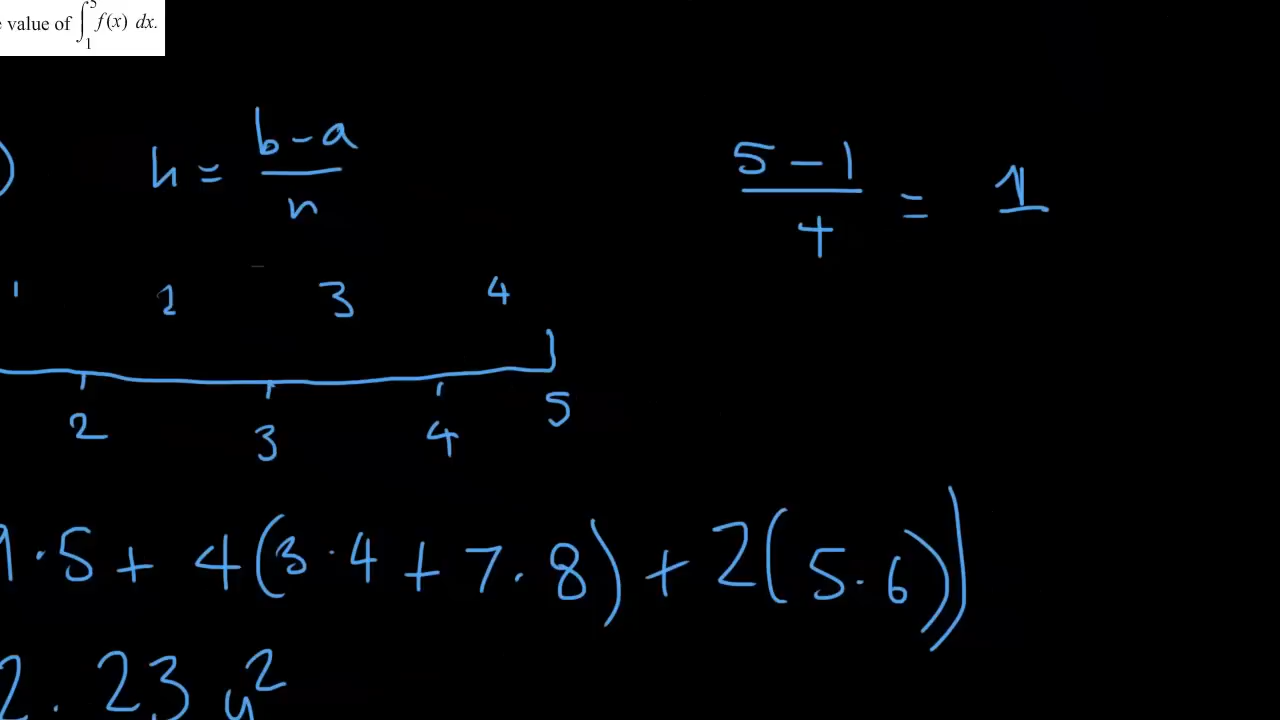 value of ∫₁⁵ f(x) dx.
) h = (b-a)/n (5-1)/4 = 1
1 2 3 4
2 3 4 5
·5 + 4(3·4 + 7·8) + 2(5·6))
2.23 u²